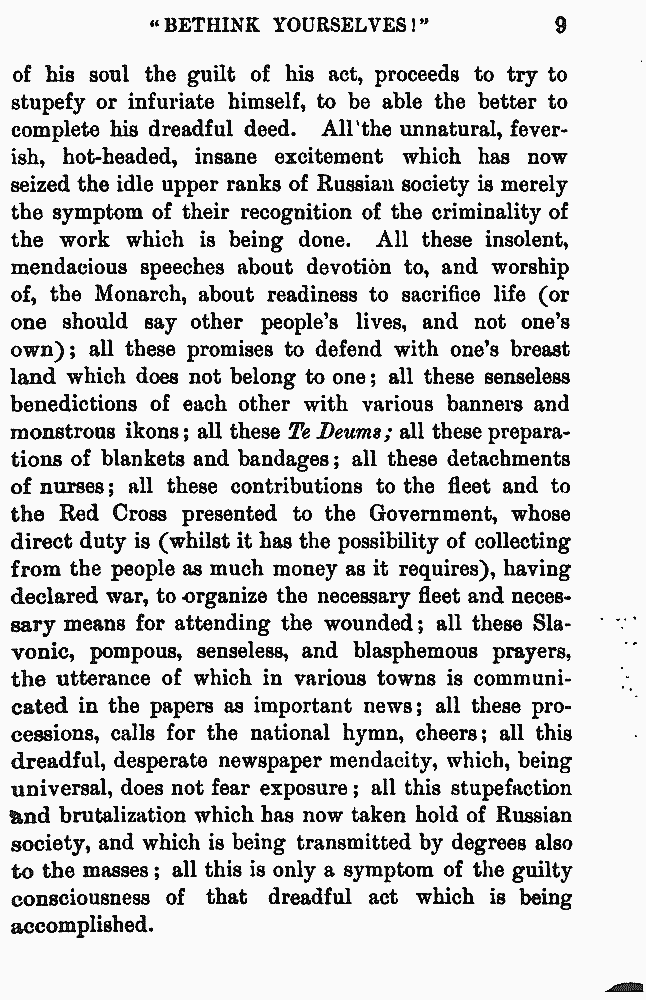 “BETHINK YOURSELVES!” 9
of his soul the guilt of his act, proceeds to try to
stupefy or infuriate himself, to be able the better to
complete his dreadful deed. All the unnatural, fever-
ish, hot-headed, insane excitement which has now
seized the idle upper ranks of Russian society is merely
the symptom of their recognition of the criminality of
the work which is being done. All these insolent,
mendacious speeches about devotion to, and worship
of, the Monarch, about readiness to sacrifice life (or
one should say other people’s lives, and not one’s
own); all these promises to defend with one’s breast
land which does not belong to one; all these senseless
benedictions of each other with various banners and
monstrous ikons; all these Te Deums; all these prepara-
tions of blankets and bandages; all these detachments
of nurses; all these contributions to the fleet and to
the Red Cross presented to the Government, whose
direct duty is (whilst it has the possibility of collecting
from the people as much money as it requires), having
declared war, to organize the necessary fleet and neces-
sary means for attending the wounded; all these Sla-
vonic, pompous, senseless, and blasphemous prayers,
the utterance of which in various towns is communi-
cated in the papers as important news; all these pro-
cessions, calls for the national hymn, cheers; all this
dreadful, desperate newspaper mendacity, which, being
universal, does not fear exposure; all this stupefaction
and brutalization which has now taken hold of Russian
society, and which is being transmitted by degrees also
to the masses; all this is only a symptom of the guilty
consciousness of that dreadful act which is being
accomplished.